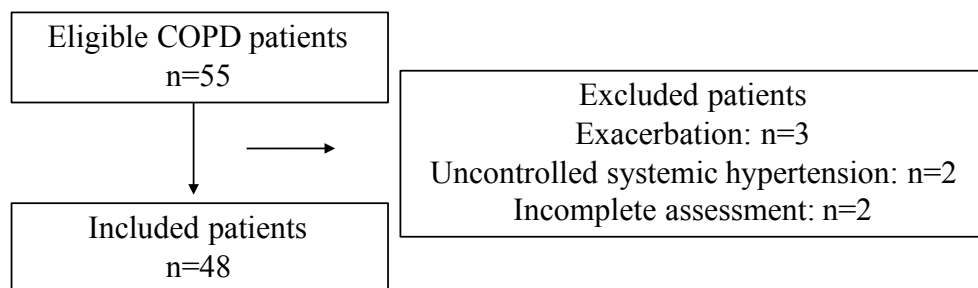 Eligible COPD patients
n=55
Excluded patients
Exacerbation: n=3
Uncontrolled systemic hypertension: n=2
Incomplete assessment: n=2
Included patients
n=48